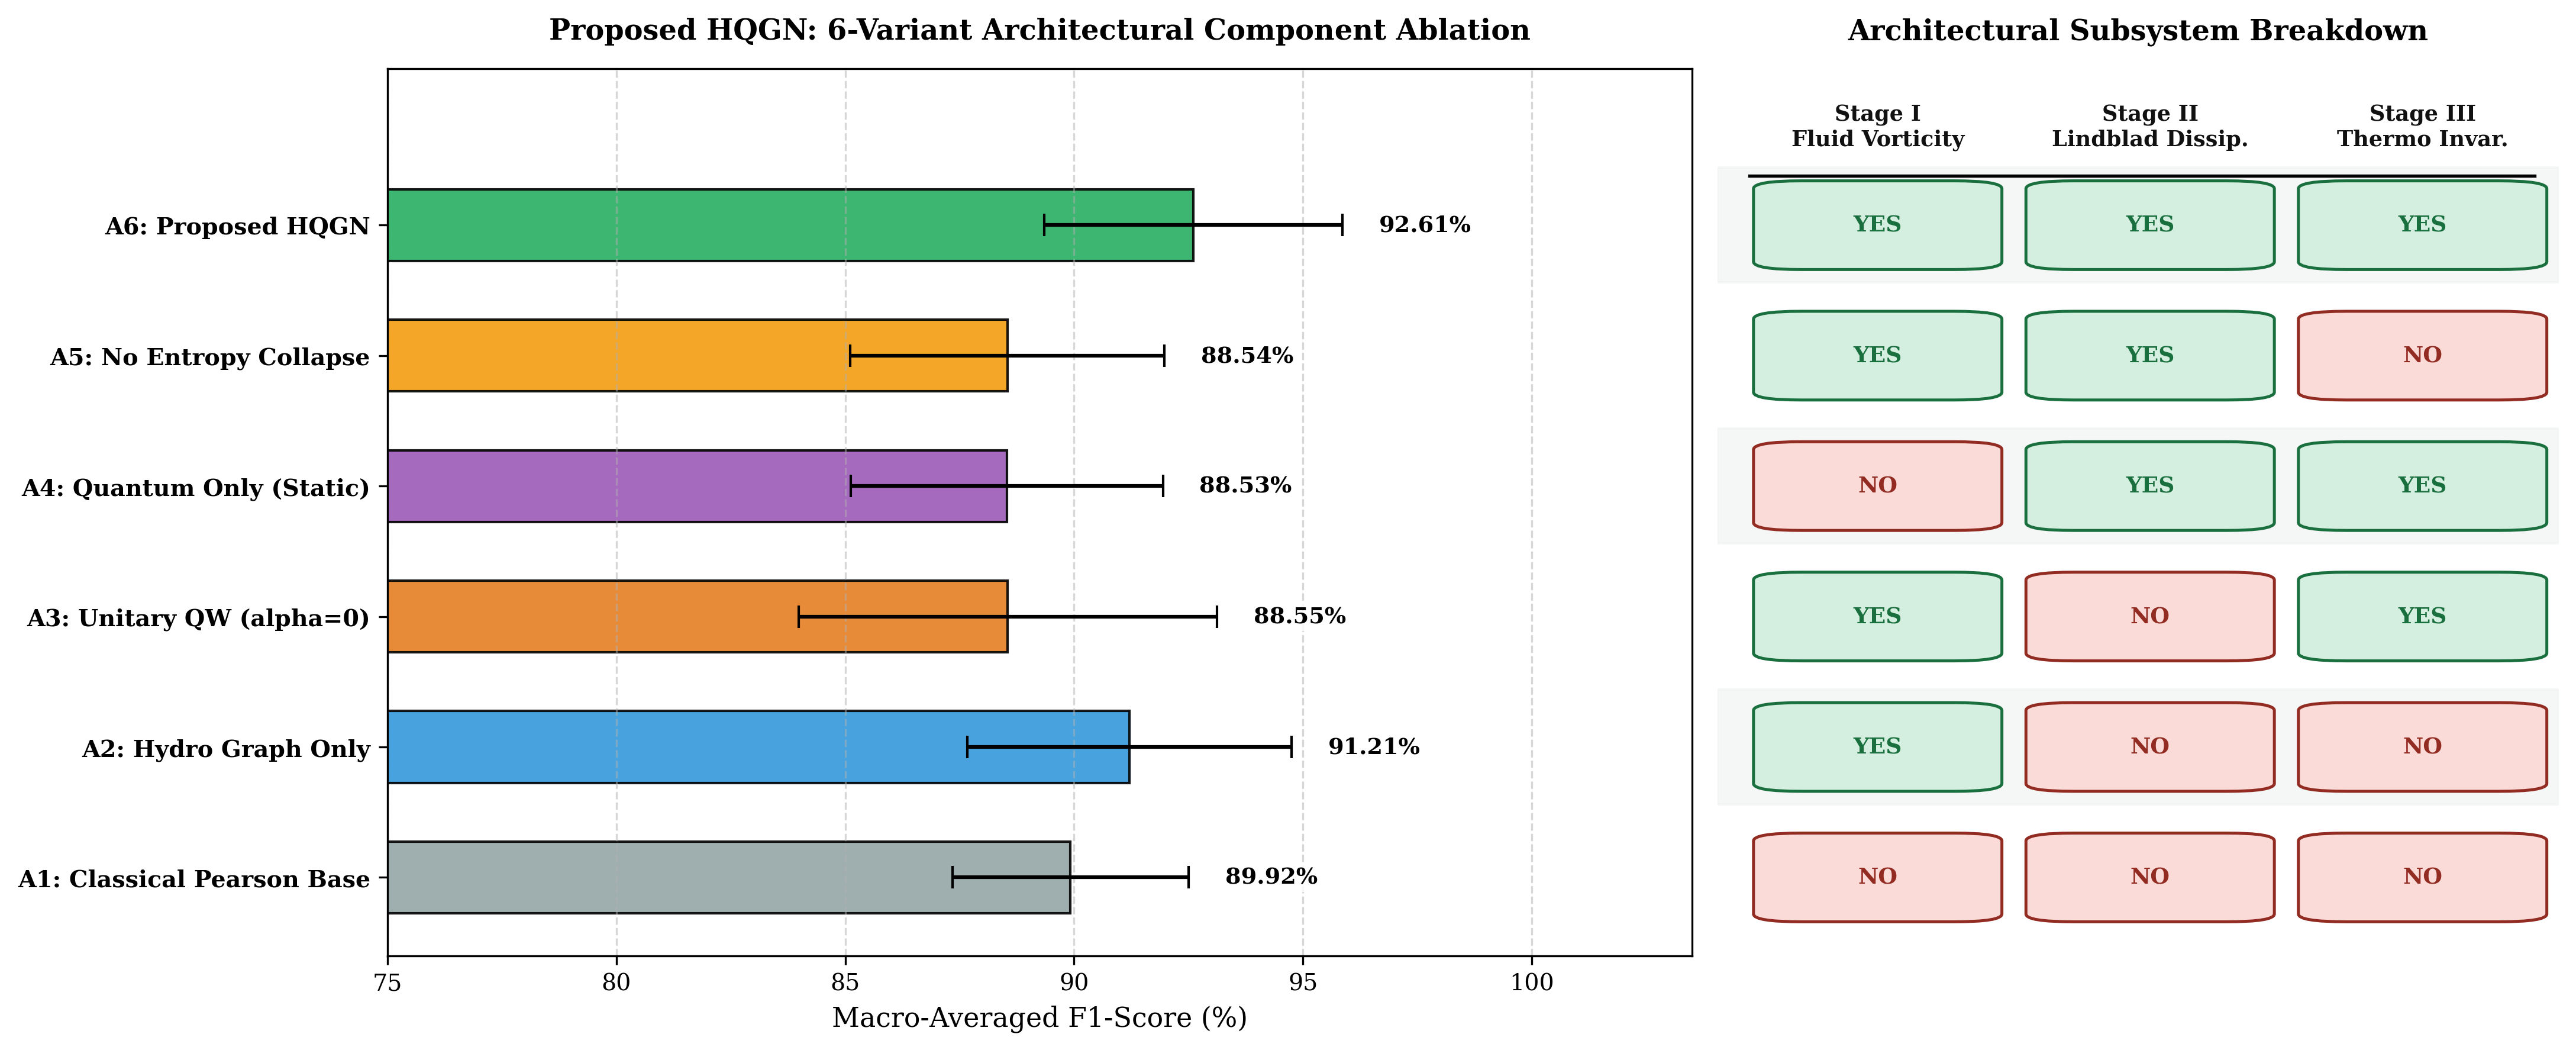 Proposed HQGN: 6-Variant Architectural Component Ablation
A6: Proposed HQGN
92.61%
A5: No Entropy Collapse
88.54%
A4: Quantum Only (Static)
88.53%
A3: Unitary QW (alpha=0)
88.55%
A2: Hydro Graph Only
91.21%
A1: Classical Pearson Base
89.92%
75 80 85 90 95 100
Macro-Averaged F1-Score (%)
Architectural Subsystem Breakdown
Stage I Stage II Stage III
Fluid Vorticity Lindblad Dissip. Thermo Invar.
YES YES YES
YES YES NO
NO YES YES
YES NO YES
YES NO NO
NO NO NO